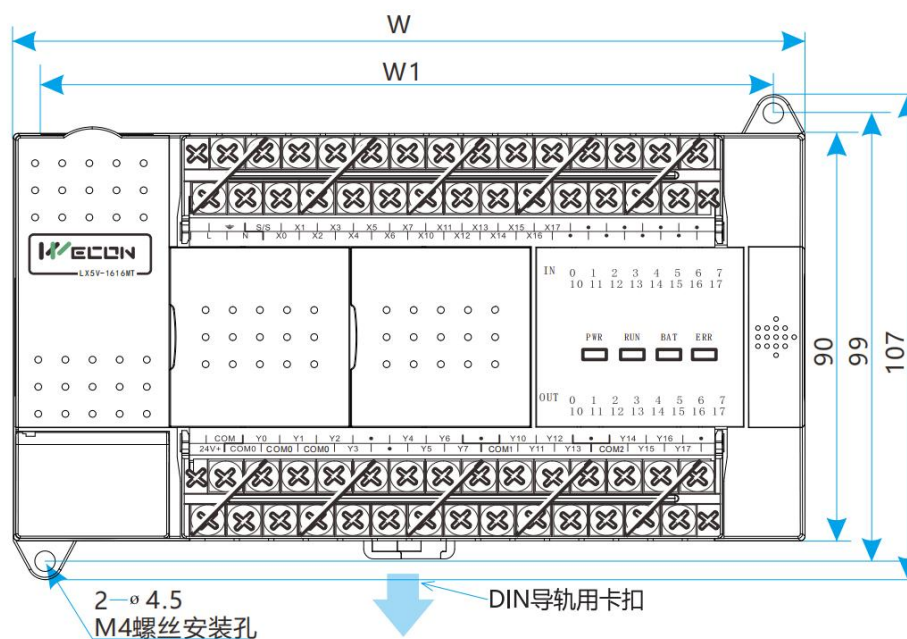 W
W1
L N S/S X0 X1 X2 X3 X4 X5 X6 X7 X10 X11 X12 X13 X14 X15 X16 X17
WECON
LX5V-1616MT
IN 0 1 2 3 4 5 6 7
10 11 12 13 14 15 16 17
PWR RUN BAT ERR
OUT 0 1 2 3 4 5 6 7
10 11 12 13 14 15 16 17
90
99
107
COM Y0 Y1 Y2 • Y4 Y6 • Y10 Y12 • Y14 Y16 •
24V+ COM0 COM0 COM0 Y3 • Y5 Y7 COM1 Y11 Y13 COM2 Y15 Y17
2—ø 4.5
M4螺丝安装孔
DIN导轨用卡扣